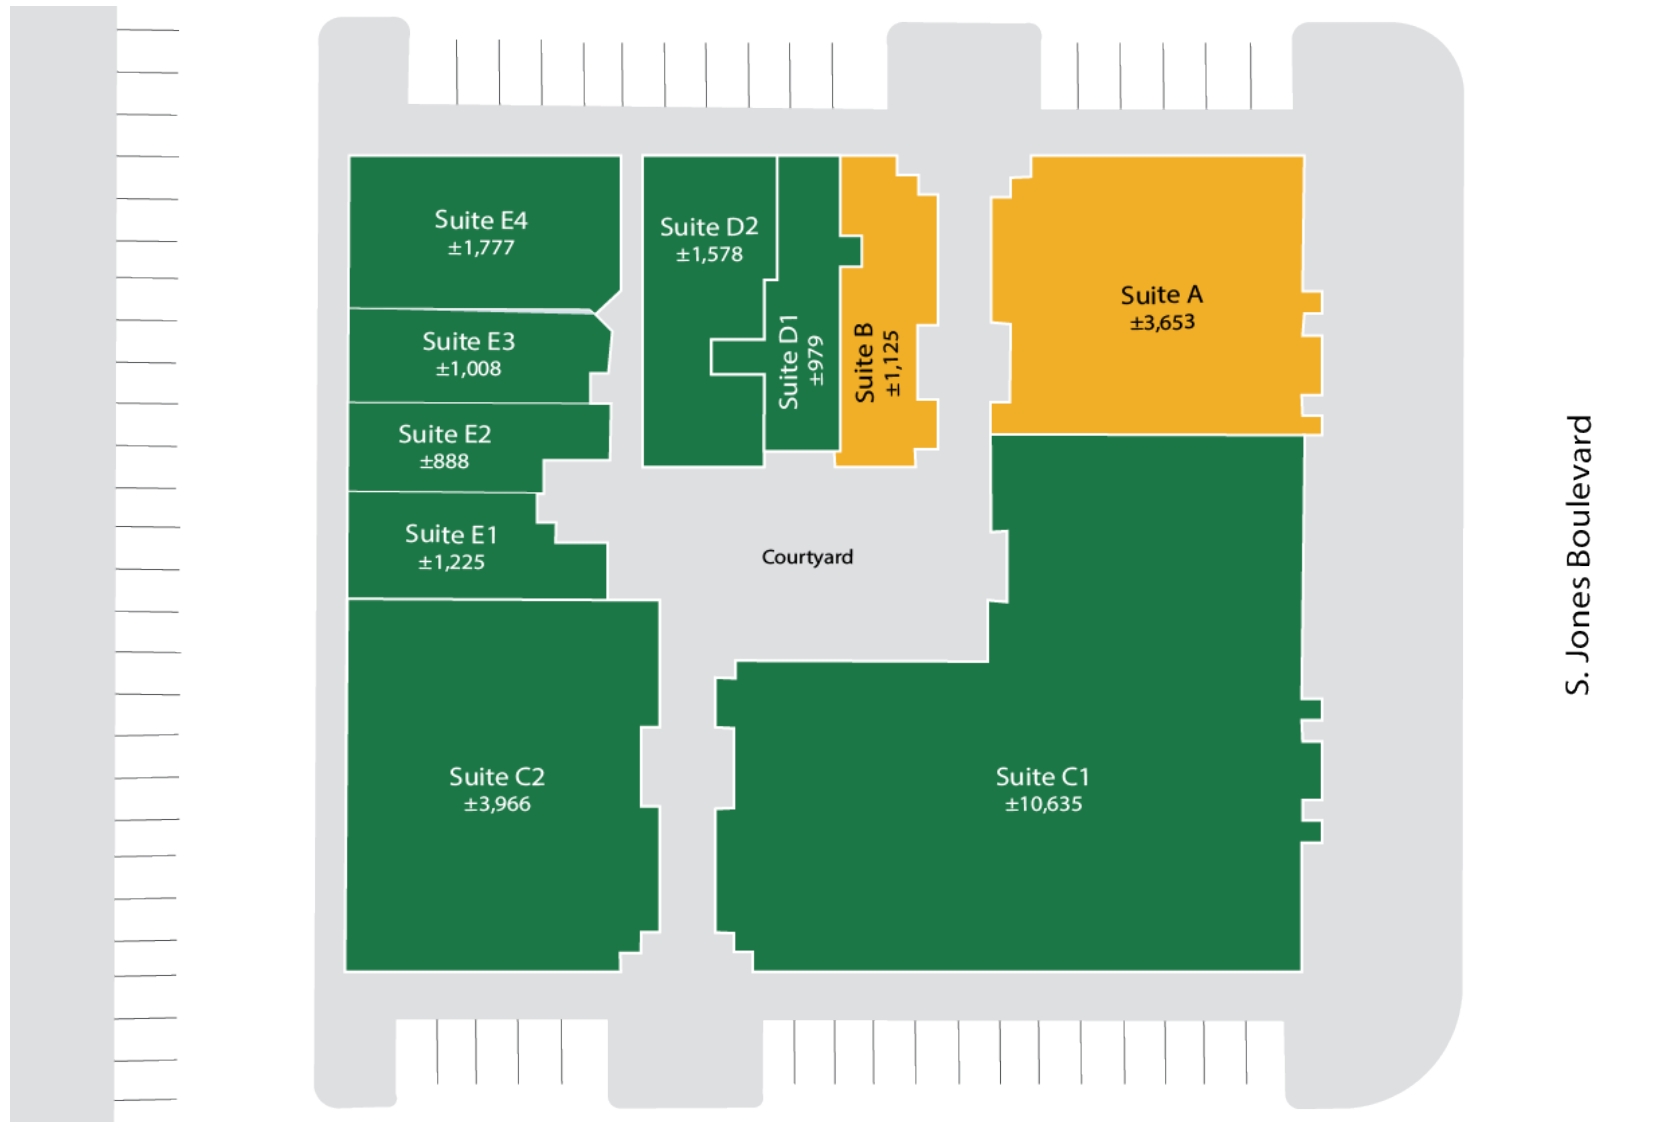 Suite E4
±1,777
Suite D2
±1,578
Suite A
±3,653
Suite E3
±1,008
Suite D1
±979
Suite B
±1,125
Suite E2
±888
Suite E1
±1,225
Courtyard
S. Jones Boulevard
Suite C2
±3,966
Suite C1
±10,635